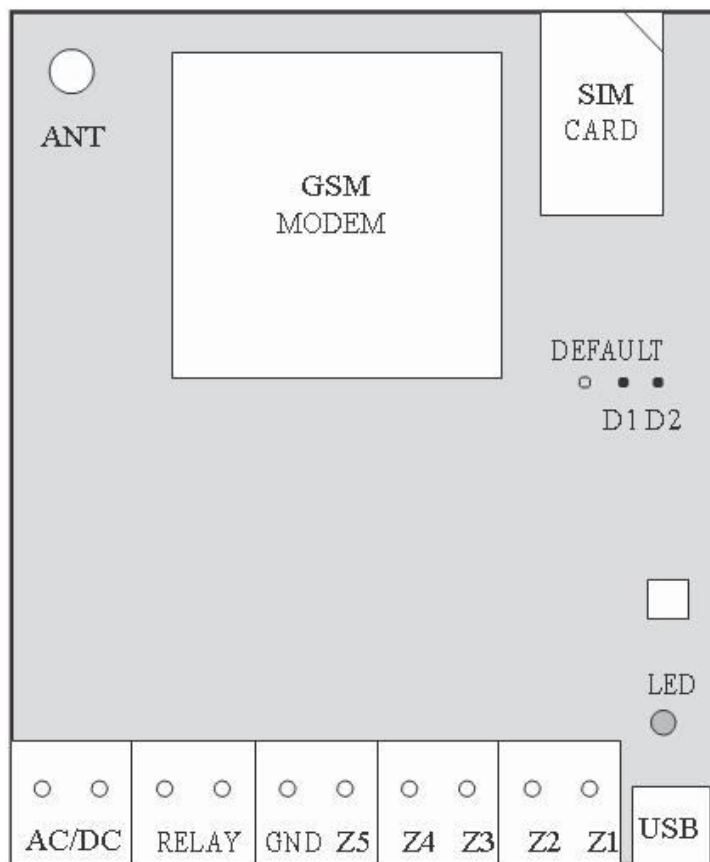 ANT
GSM
MODEM
SIM
CARD
DEFAULT
D1 D2
LED
AC/DC RELAY GND Z5 Z4 Z3 Z2 Z1 USB